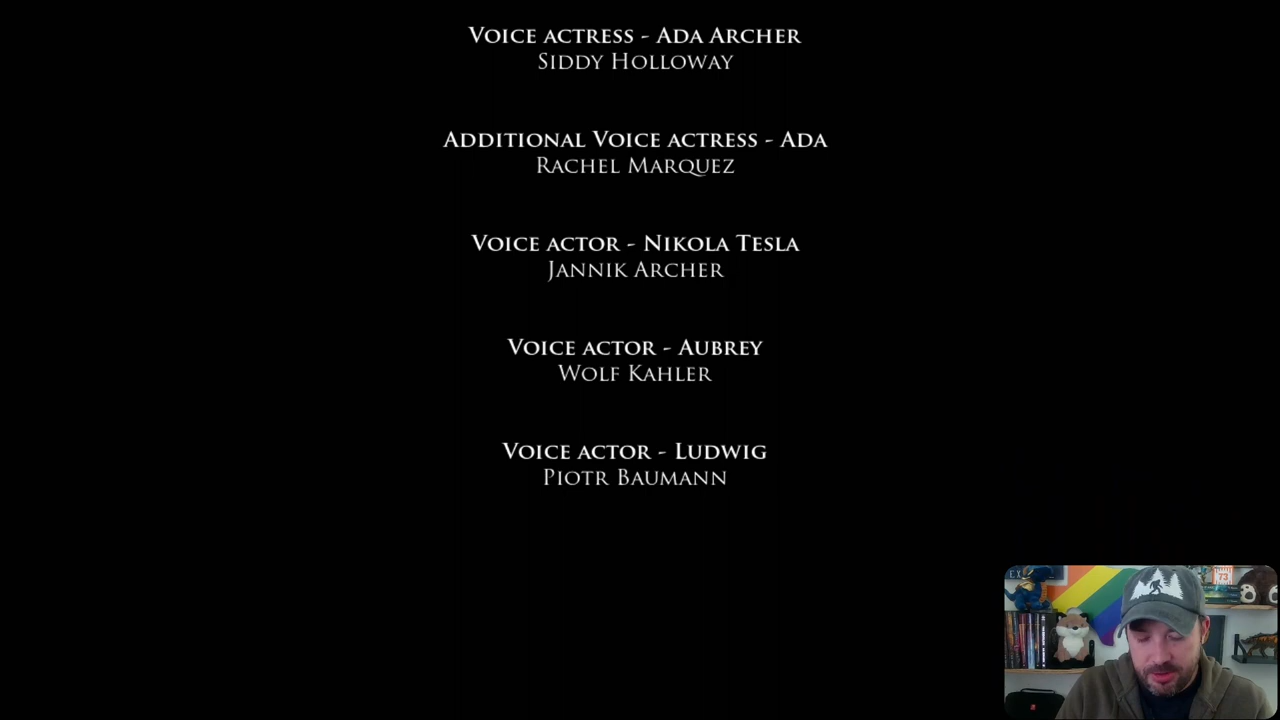 Voice actress - Ada Archer
Siddy Holloway
Additional Voice actress - Ada
Rachel Marquez
Voice actor - Nikola Tesla
Jannik Archer
Voice actor - Aubrey
Wolf Kahler
Voice actor - Ludwig
Piotr Baumann